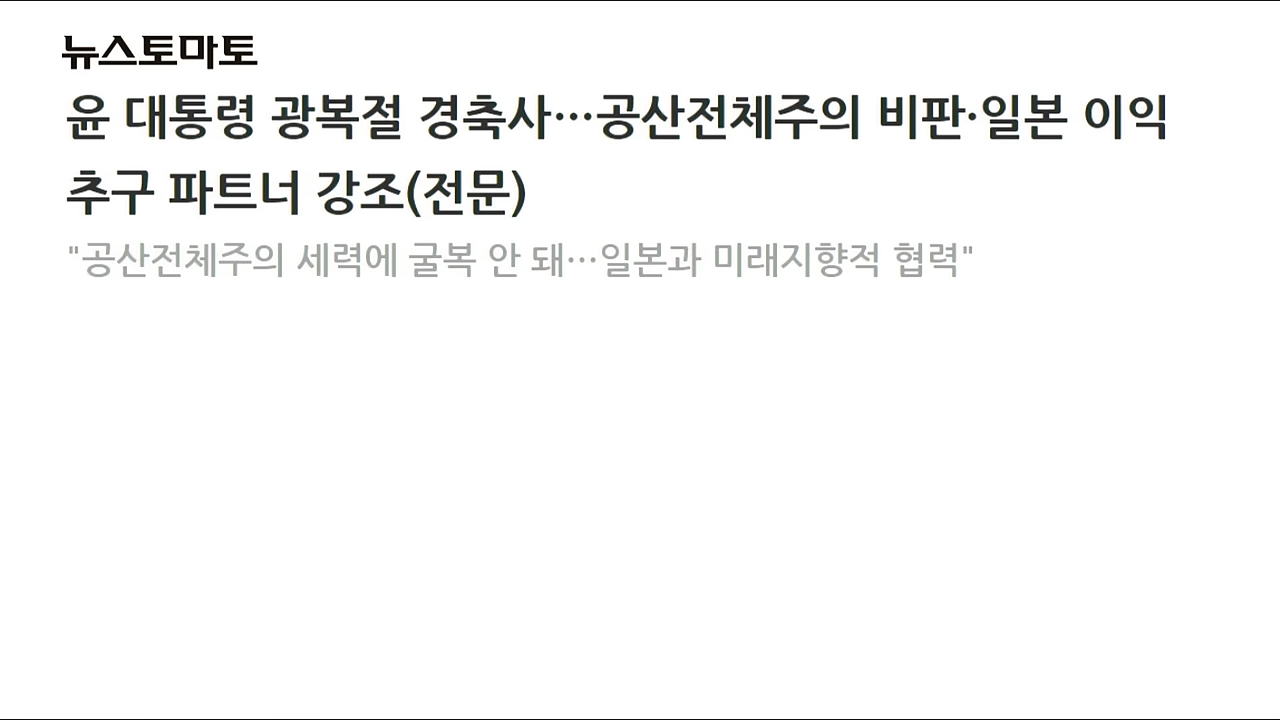 뉴스토마토
윤 대통령 광복절 경축사…공산전체주의 비판·일본 이익
추구 파트너 강조(전문)
"공산전체주의 세력에 굴복 안 돼…일본과 미래지향적 협력"